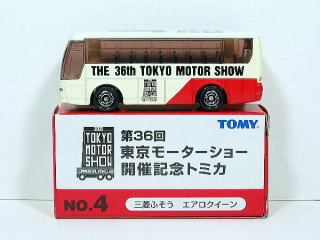 THE 36th TOKYO MOTOR SHOW
TOMY
TOKYO
MOTOR
SHOW
第36回
東京モーターショー
開催記念トミカ
NO.4
三菱ふそう エアロクイーン